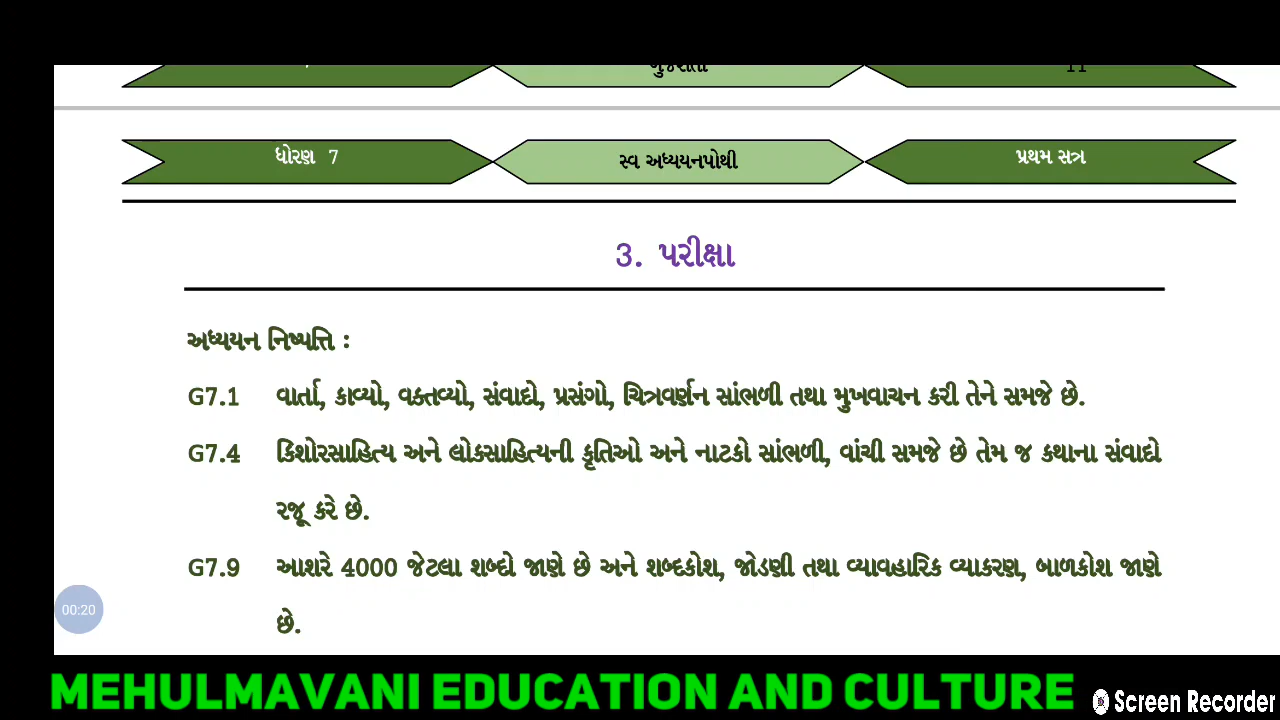 ગુજરાતી 11
ધોરણ 7 સ્વ અધ્યયનપોથી પ્રથમ સત્ર
3. પરીક્ષા
અધ્યયન નિષ્પત્તિ :
G7.1 વાર્તા, કાવ્યો, વક્તવ્યો, સંવાદો, પ્રસંગો, ચિત્રવર્ણન સાંભળી તથા મુખવાચન કરી તેને સમજે છે.
G7.4 કિશોરસાહિત્ય અને લોકસાહિત્યની કૃતિઓ અને નાટકો સાંભળી, વાંચી સમજે છે તેમ જ કથાના સંવાદો
રજૂ કરે છે.
G7.9 આશરે 4000 જેટલા શબ્દો જાણે છે અને શબ્દકોશ, જોડણી તથા વ્યાવહારિક વ્યાકરણ, બાળકોશ જાણે
છે.
00:20
MEHULMAVANI EDUCATION AND CULTURE
Screen Recorder